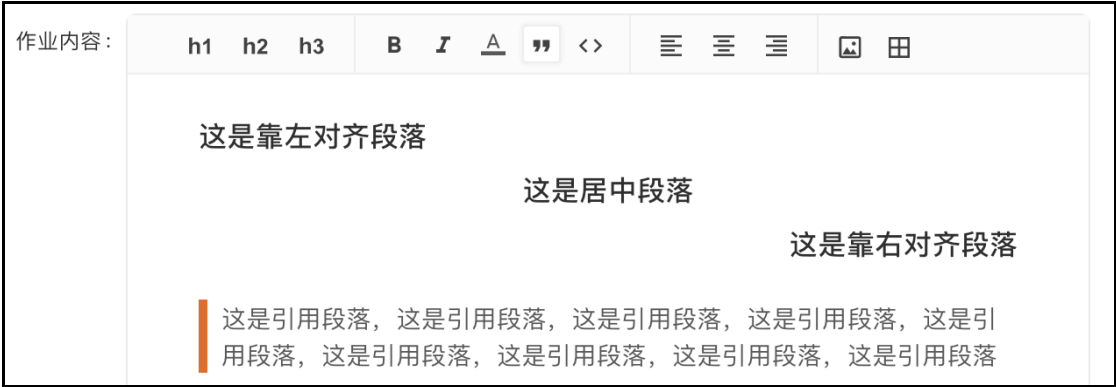 作业内容：
h1 h2 h3 B I A ❞ <>
这是靠左对齐段落
这是居中段落
这是靠右对齐段落
这是引用段落，这是引用段落，这是引用段落，这是引用段落，这是引
用段落，这是引用段落，这是引用段落，这是引用段落，这是引用段落